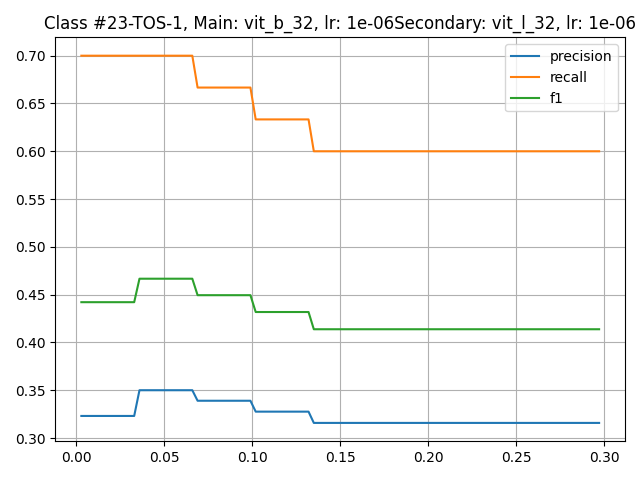 Class #23-TOS-1, Main: vit_b_32, lr: 1e-06Secondary: vit_l_32, lr: 1e-06
precision
recall
f1
0.70
0.65
0.60
0.55
0.50
0.45
0.40
0.35
0.30
0.00 0.05 0.10 0.15 0.20 0.25 0.30